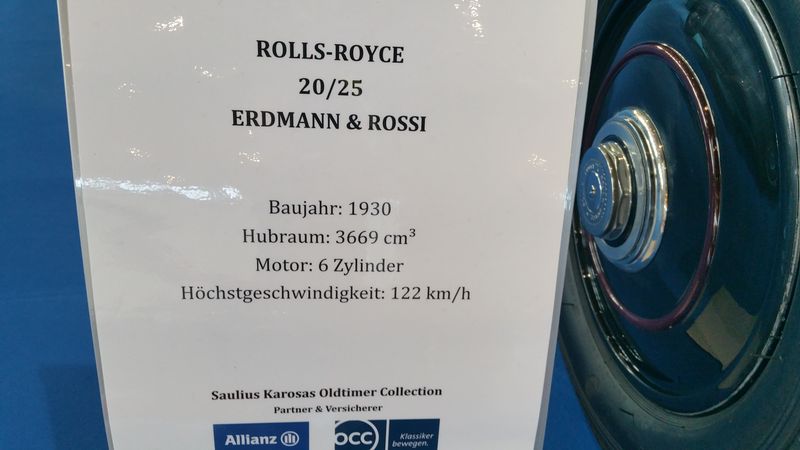 ROLLS-ROYCE
20/25
ERDMANN & ROSSI
Baujahr: 1930
Hubraum: 3669 cm³
Motor: 6 Zylinder
Höchstgeschwindigkeit: 122 km/h
Saulius Karosas Oldtimer Collection
Partner & Versicherer
Allianz
OCC Klassiker
bewegen.